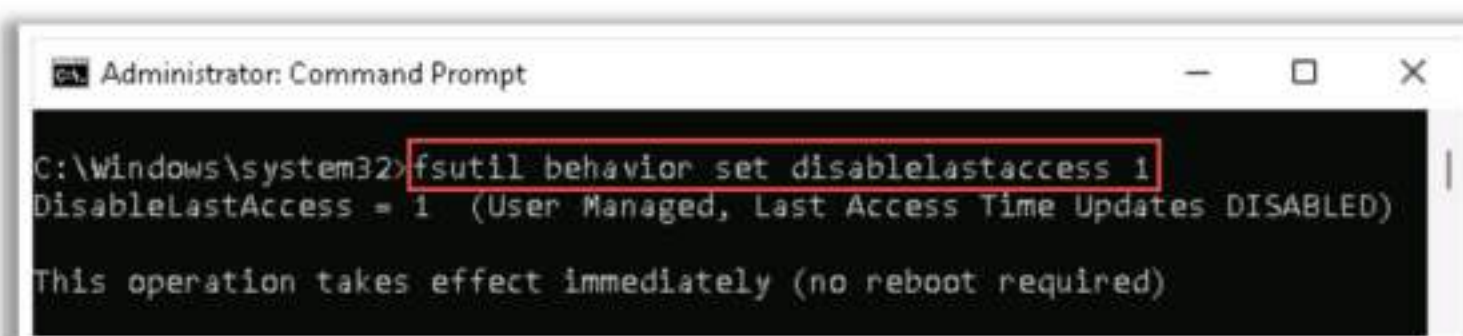 Administrator: Command Prompt
C:\Windows\system32>fsutil behavior set disablelastaccess 1
DisableLastAccess = 1  (User Managed, Last Access Time Updates DISABLED)
This operation takes effect immediately (no reboot required)